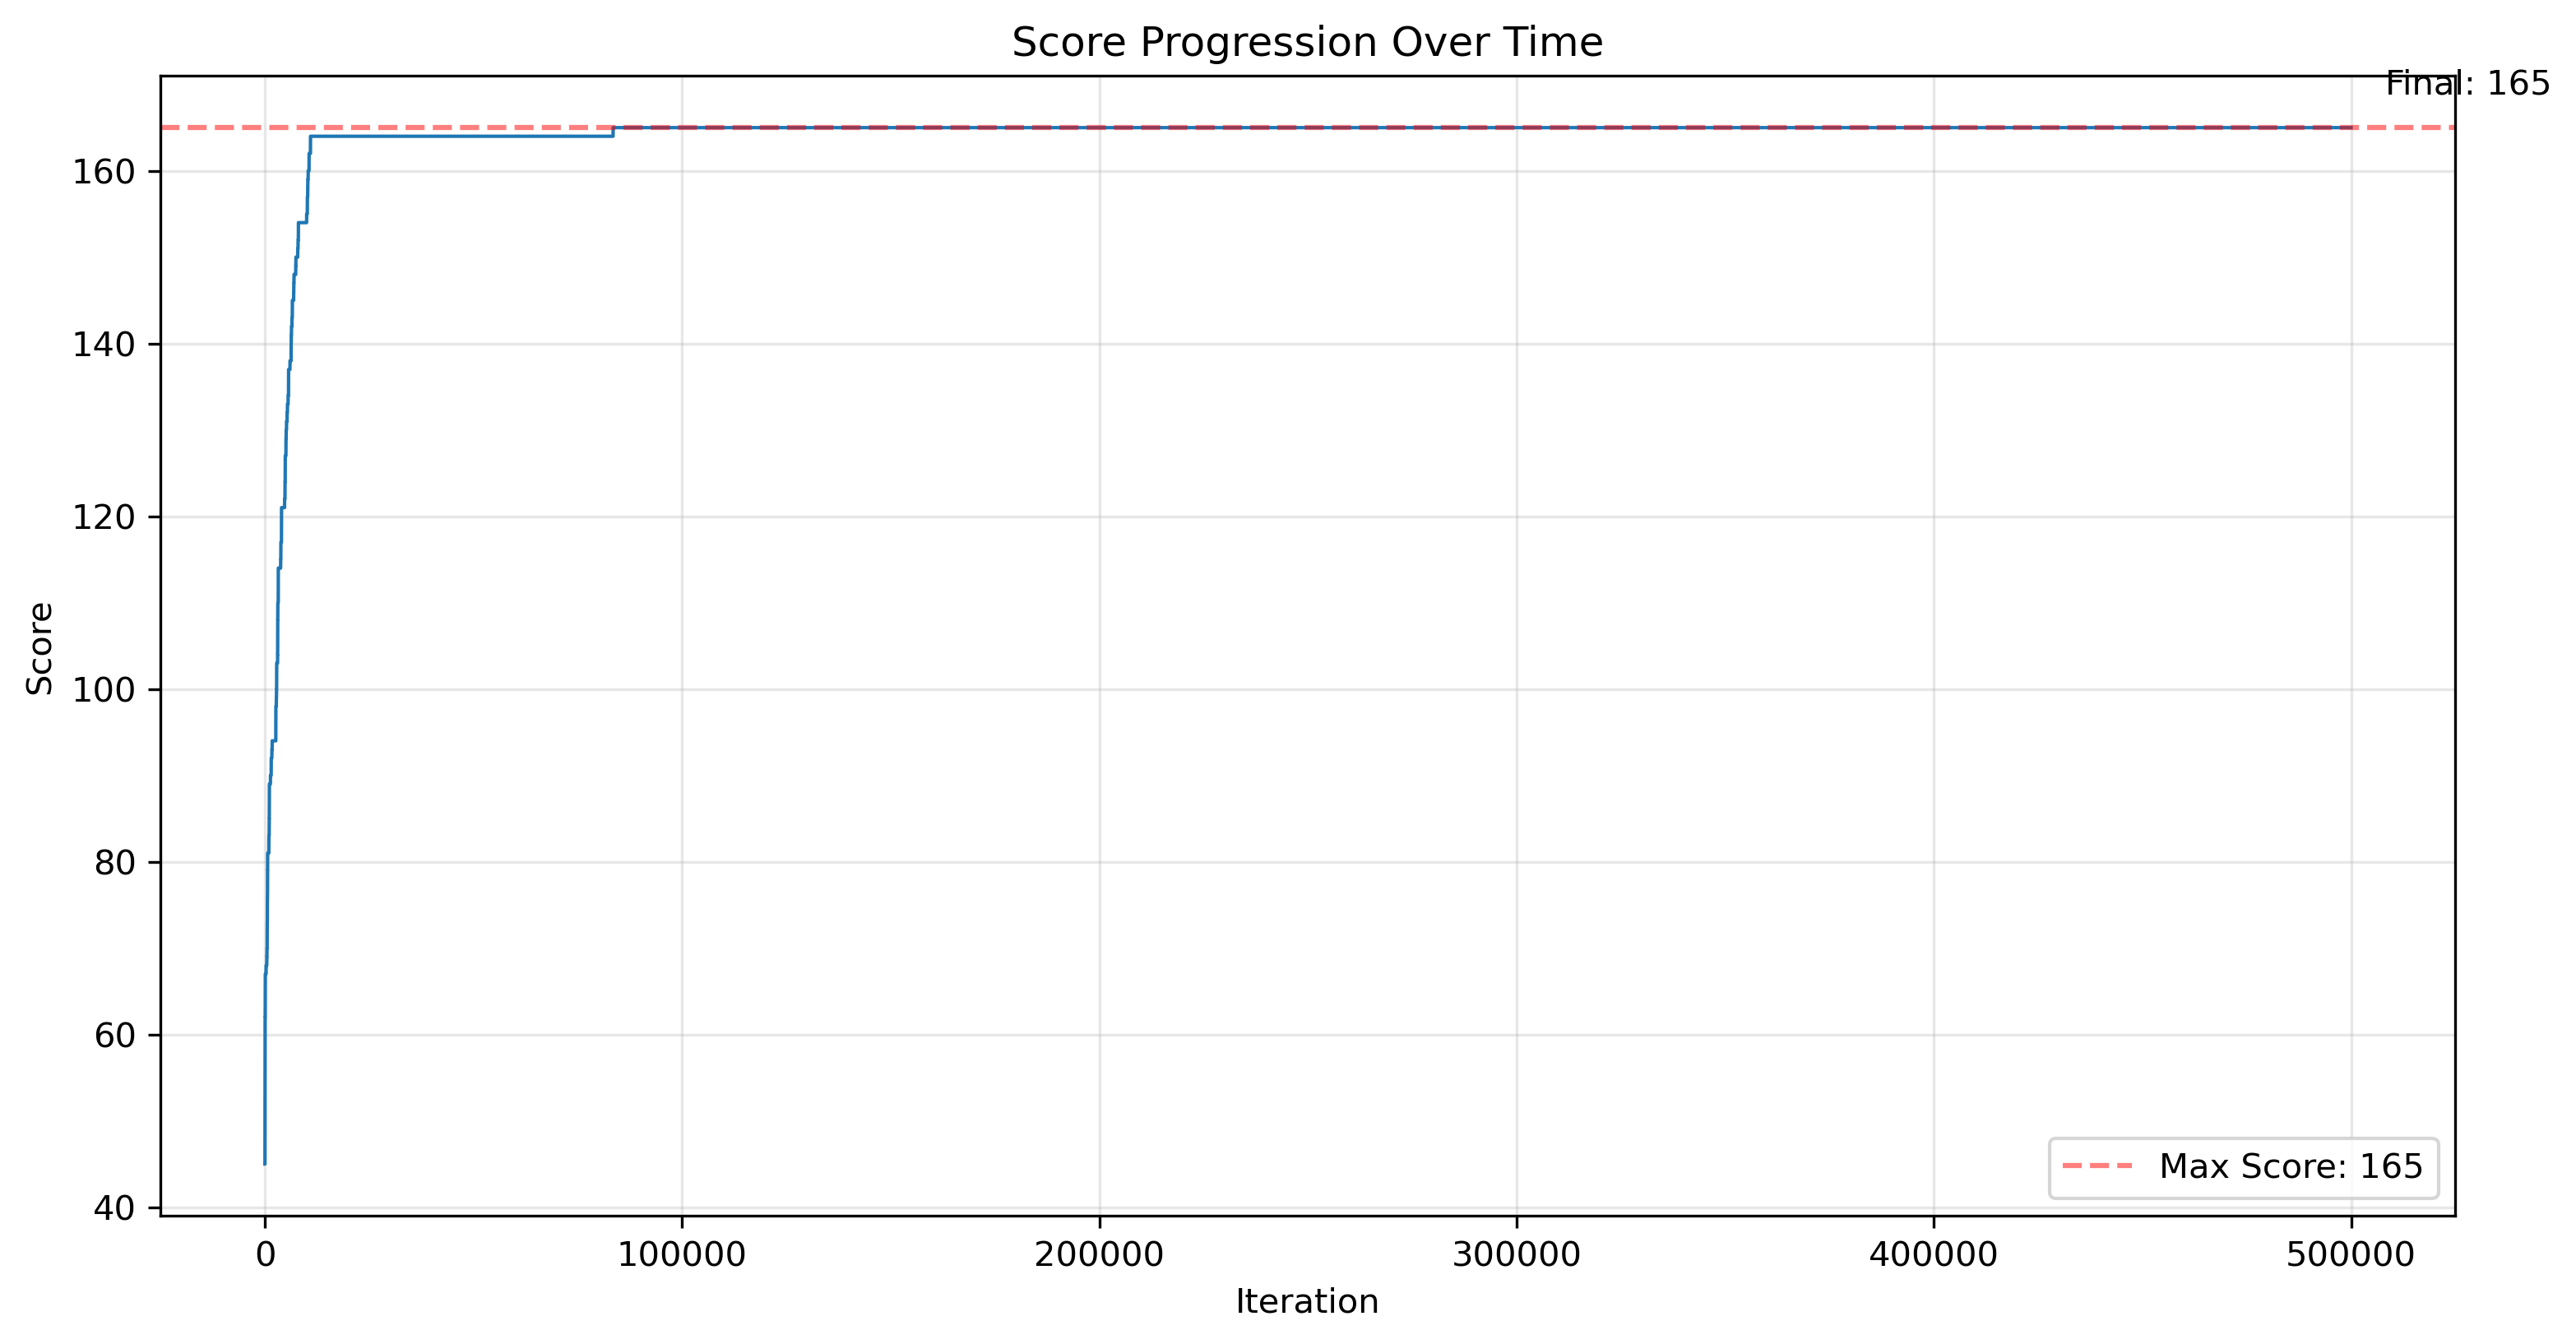 Score Progression Over Time
Final: 165
160
140
120
100
80
60
40
Score
Max Score: 165
0
100000
200000
300000
400000
500000
Iteration